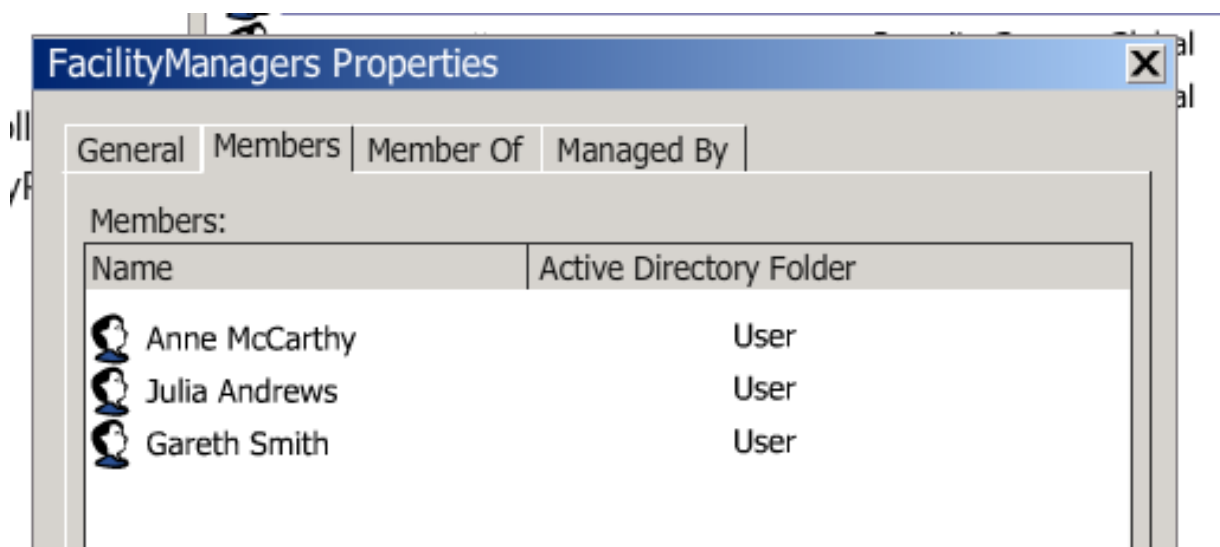 FacilityManagers Properties
General Members Member Of Managed By
Members:
Name Active Directory Folder
Anne McCarthy User
Julia Andrews User
Gareth Smith User